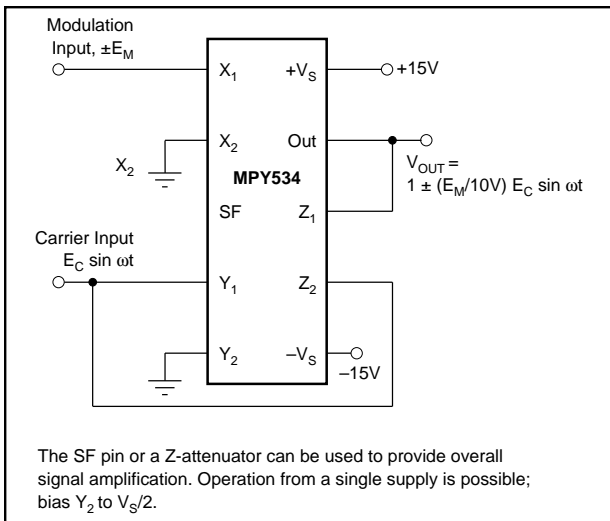 Modulation
Input, ±E_M
X_1
+V_S
+15V
X_2
X_2
Out
MPY534
V_OUT =
1 ± (E_M/10V) E_C sin ωt
SF
Z_1
Carrier Input
E_C sin ωt
Y_1
Z_2
Y_2
–V_S
–15V
The SF pin or a Z-attenuator can be used to provide overall
signal amplification. Operation from a single supply is possible;
bias Y_2 to V_S/2.